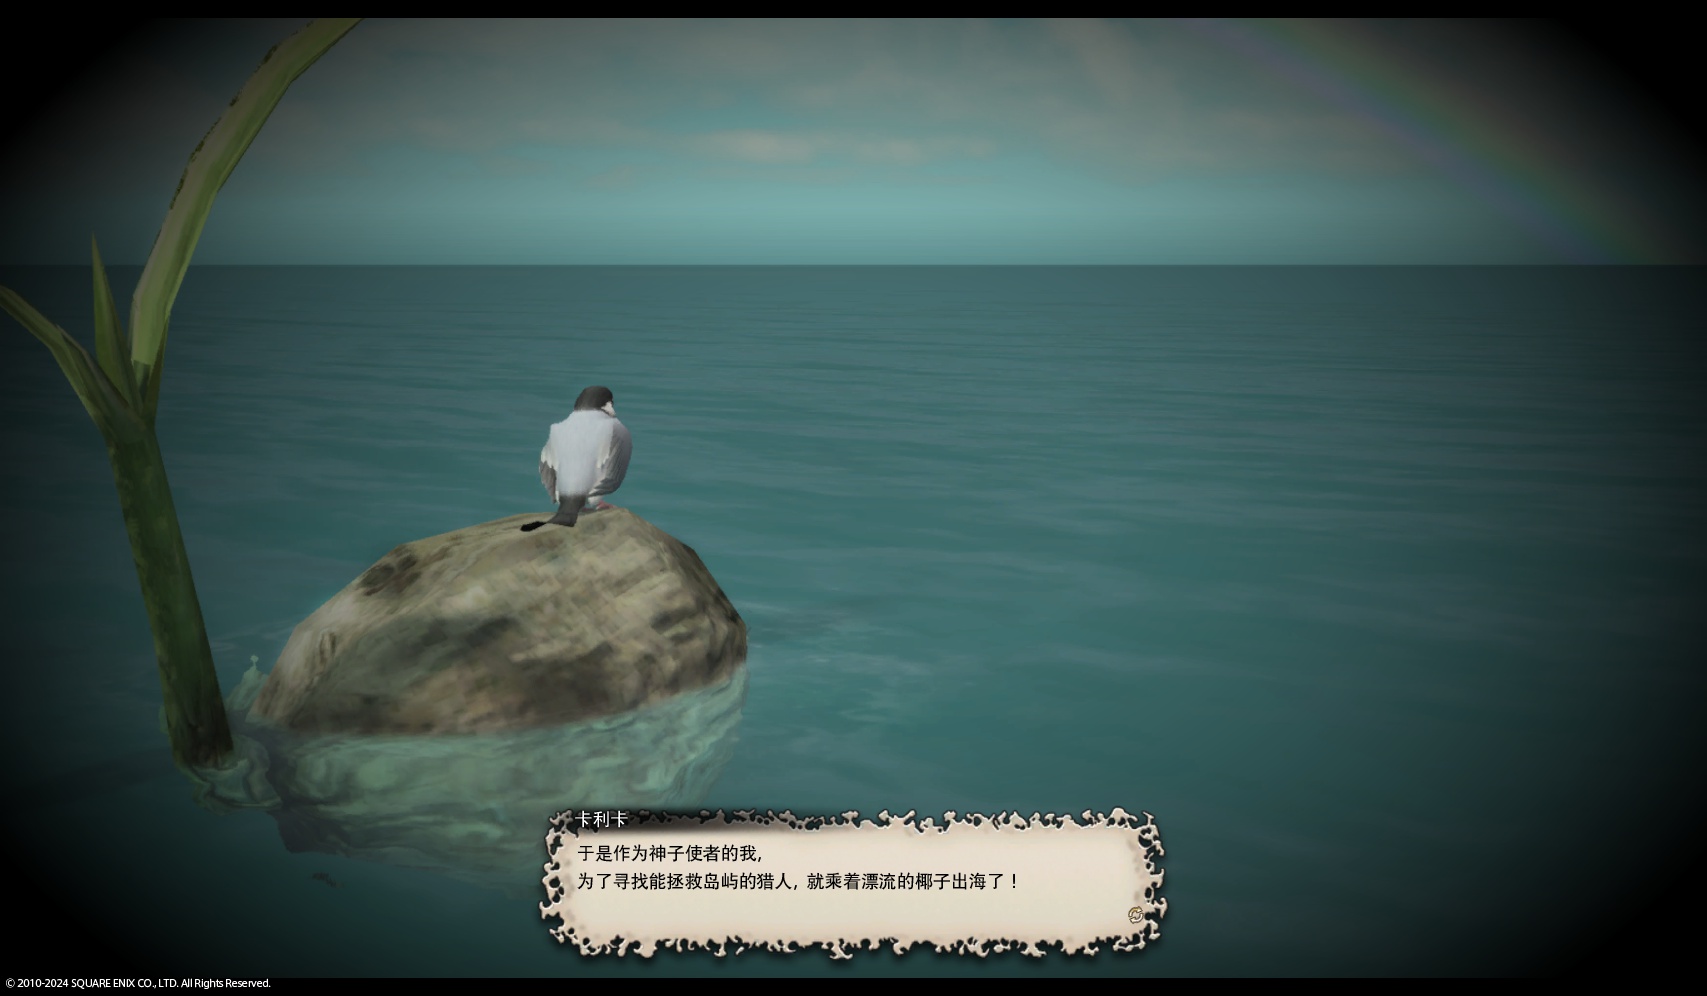 卡利卡
于是作为神子使者的我,
为了寻找能拯救岛屿的猎人, 就乘着漂流的椰子出海了！
© 2010-2024 SQUARE ENIX CO., LTD. All Rights Reserved.